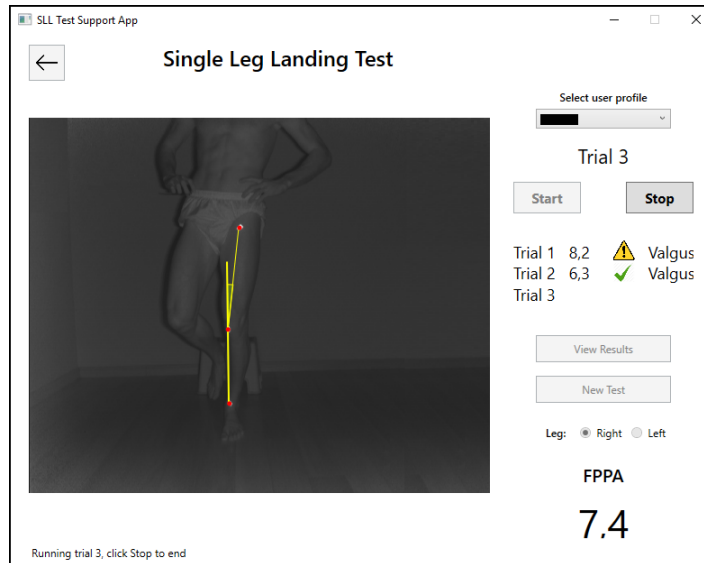 SLL Test Support App
Single Leg Landing Test
Select user profile
Trial 3
Start Stop
Trial 1 8,2 Valgus
Trial 2 6,3 Valgus
Trial 3
View Results
New Test
Leg: Right Left
FPPA
7,4
Running trial 3, click Stop to end